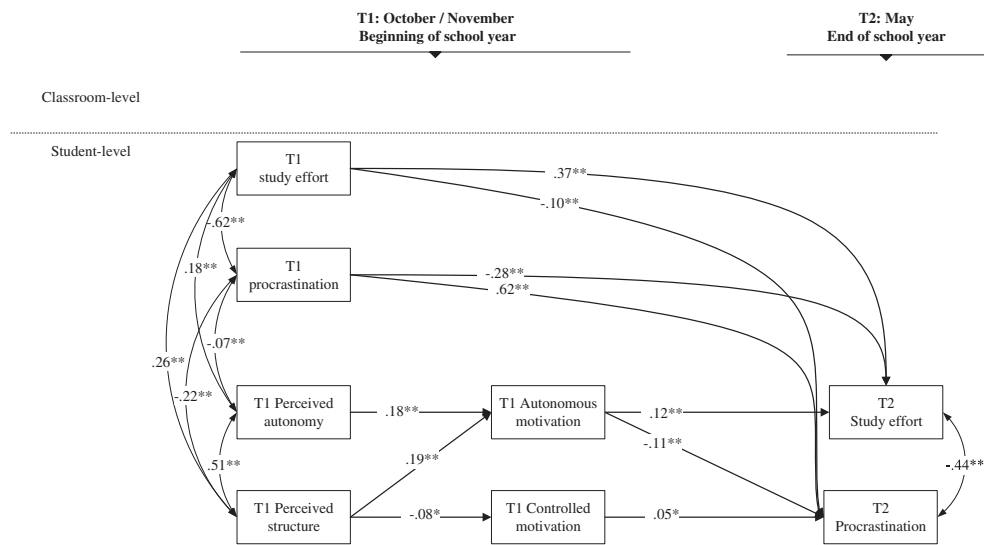 T1: October / November
Beginning of school year
T2: May
End of school year
Classroom-level
Student-level
T1
study effort
.37**
-.10**
-.62**
T1
procrastination
.18**
-.28**
.62**
-.07**
.26**
-.22**
T1 Perceived
autonomy
.18**
T1 Autonomous
motivation
.12**
T2
Study effort
-.11**
.51**
.19**
-.44**
T1 Perceived
structure
-.08*
T1 Controlled
motivation
.05*
T2
Procrastination